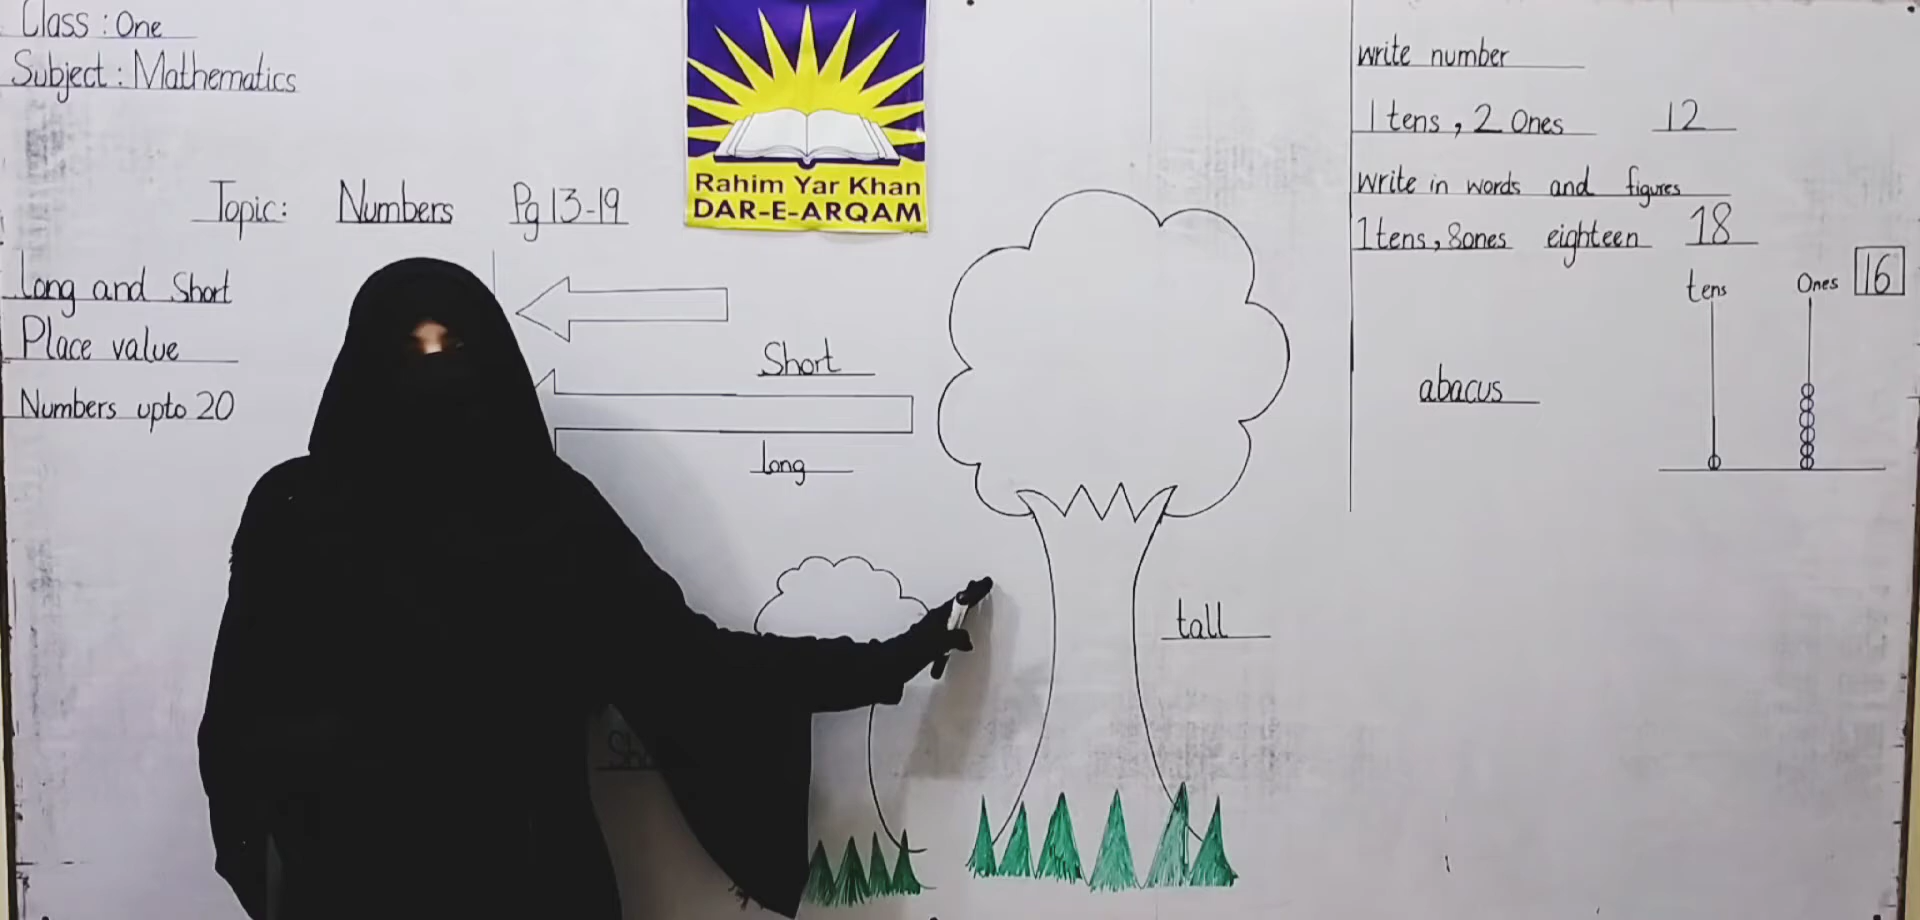 Class : One
Subject : Mathematics
Topic: Numbers Pg 13-19
Long and Short
Place value
Numbers upto 20
Rahim Yar Khan
DAR-E-ARQAM
Short
long
tall
write number
1 tens, 2 Ones 12
write in words and figures
1 tens, 8 ones eighteen 18
tens Ones 16
abacus